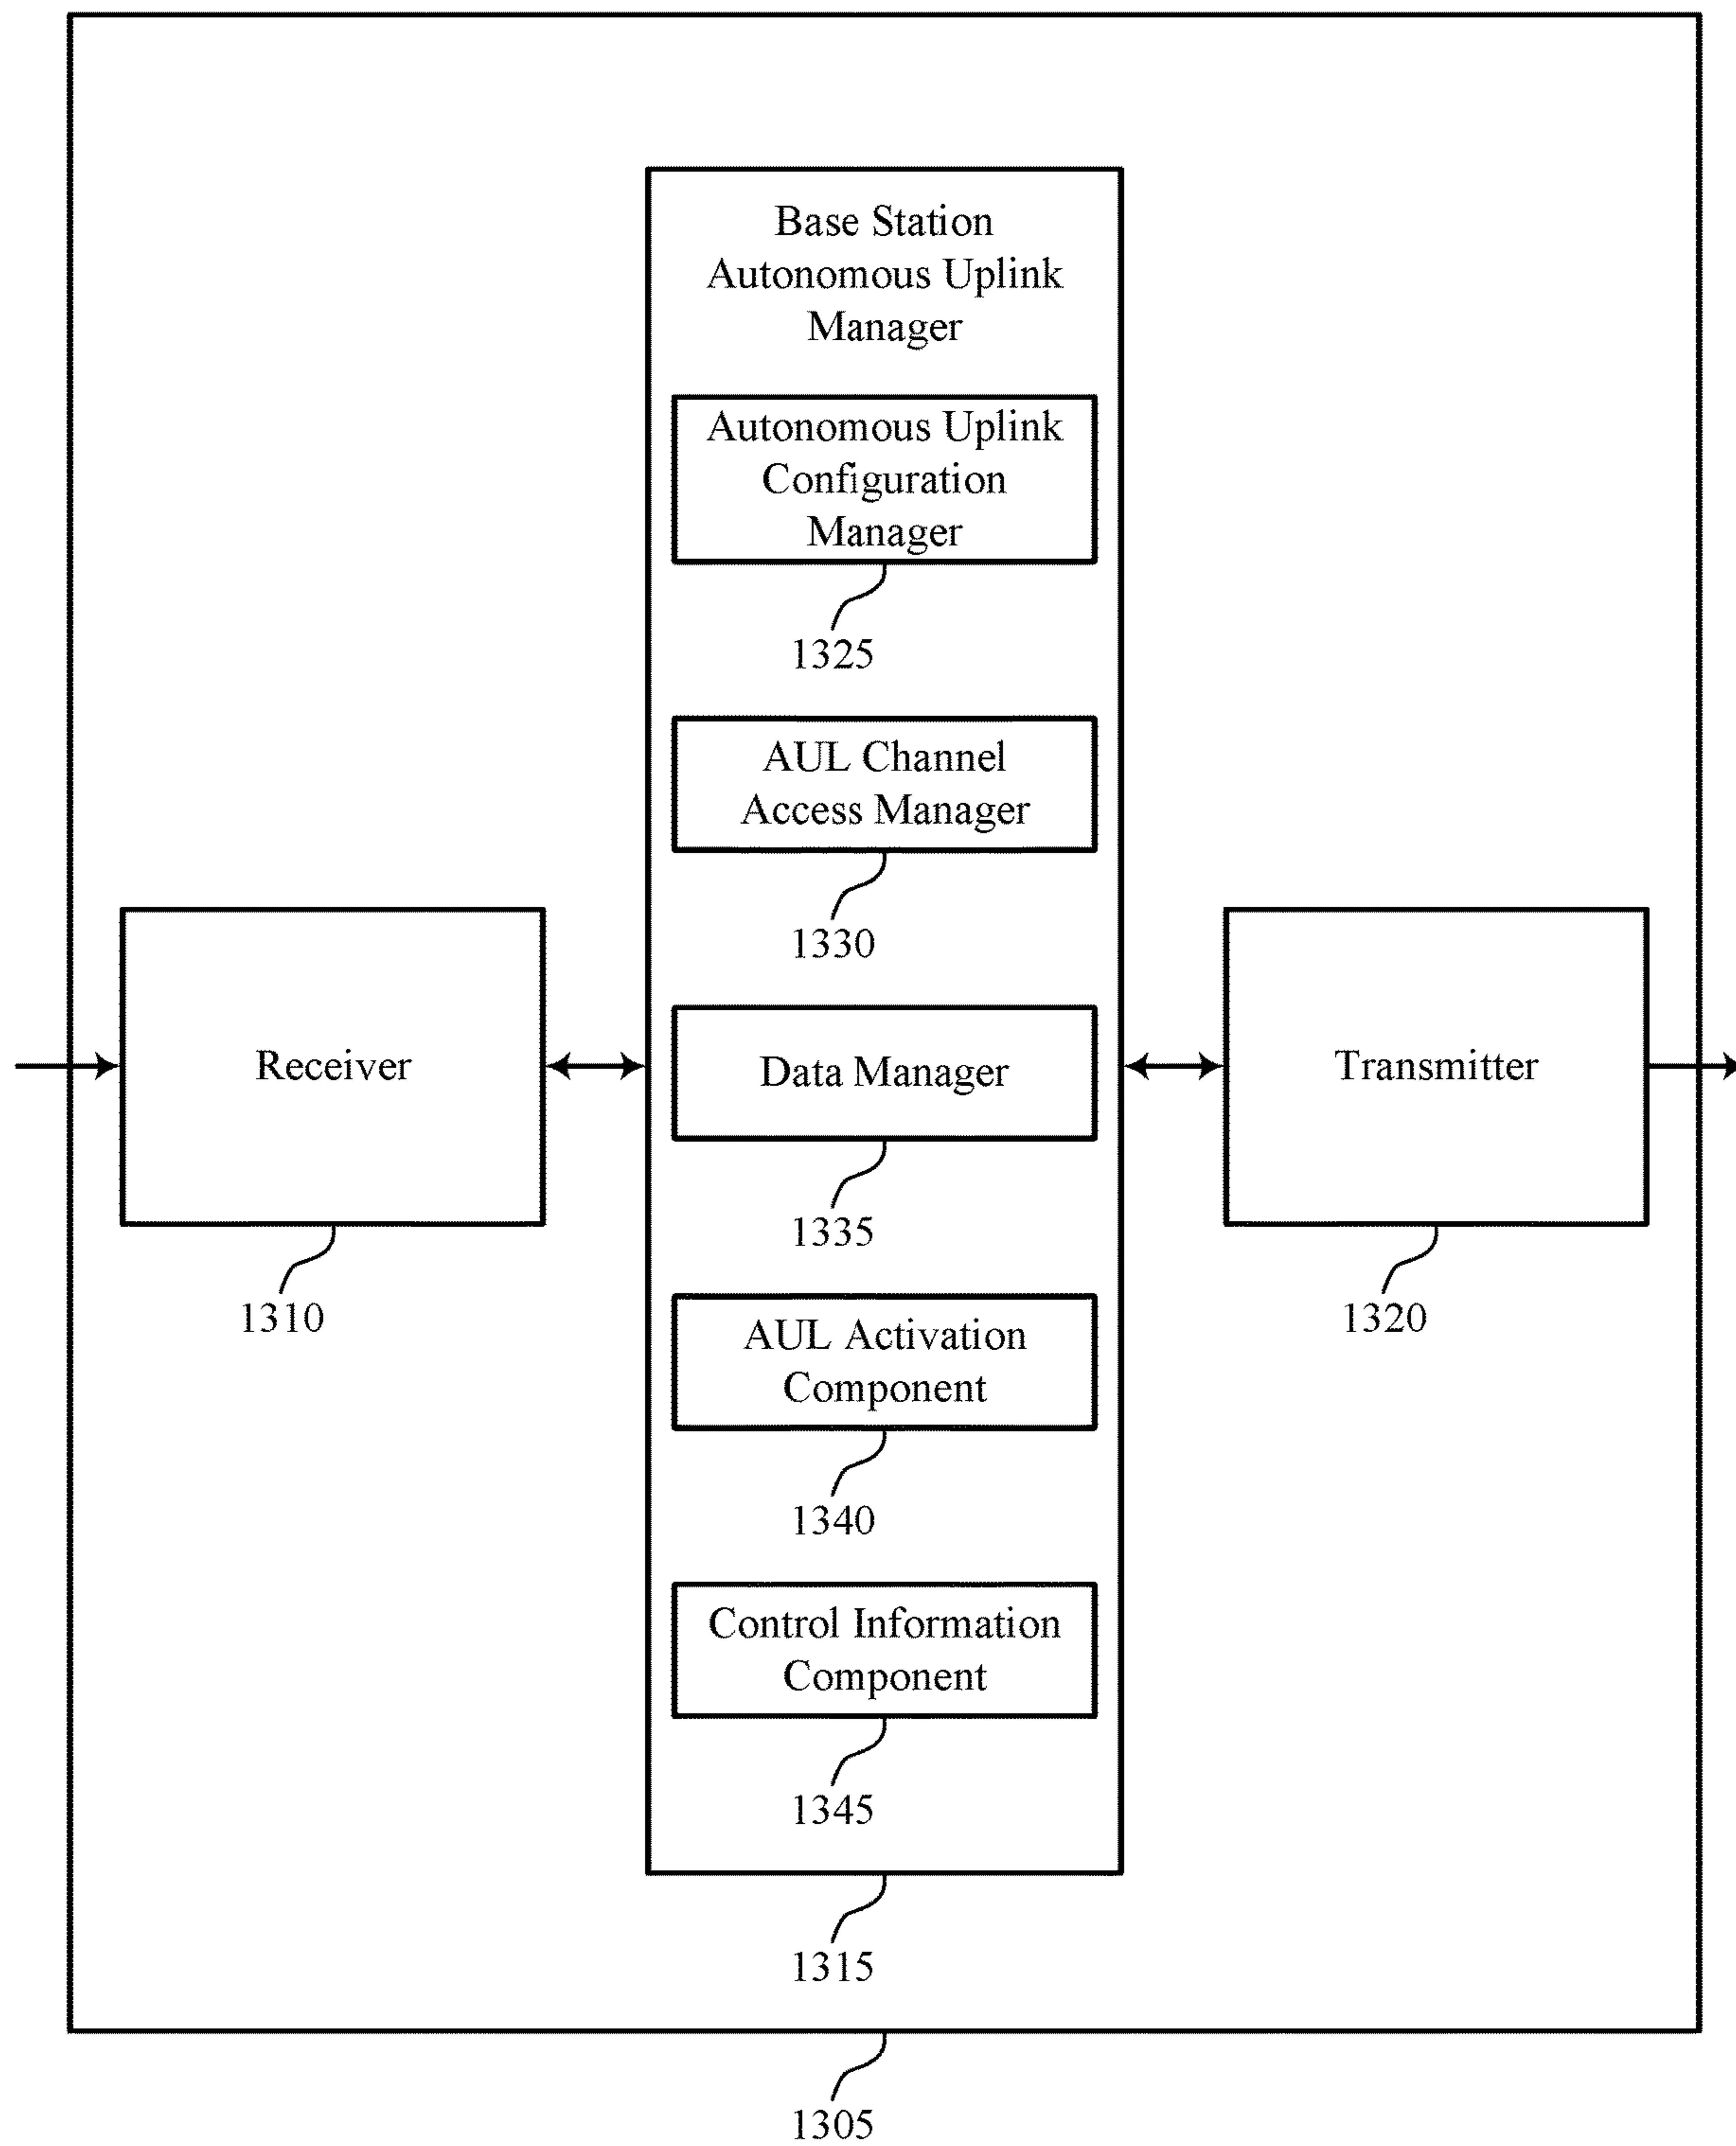 Base Station
Autonomous Uplink
Manager
Autonomous Uplink
Configuration
Manager
1325
AUL Channel
Access Manager
1330
Receiver
1310
Data Manager
1335
Transmitter
1320
AUL Activation
Component
1340
Control Information
Component
1345
1315
1305